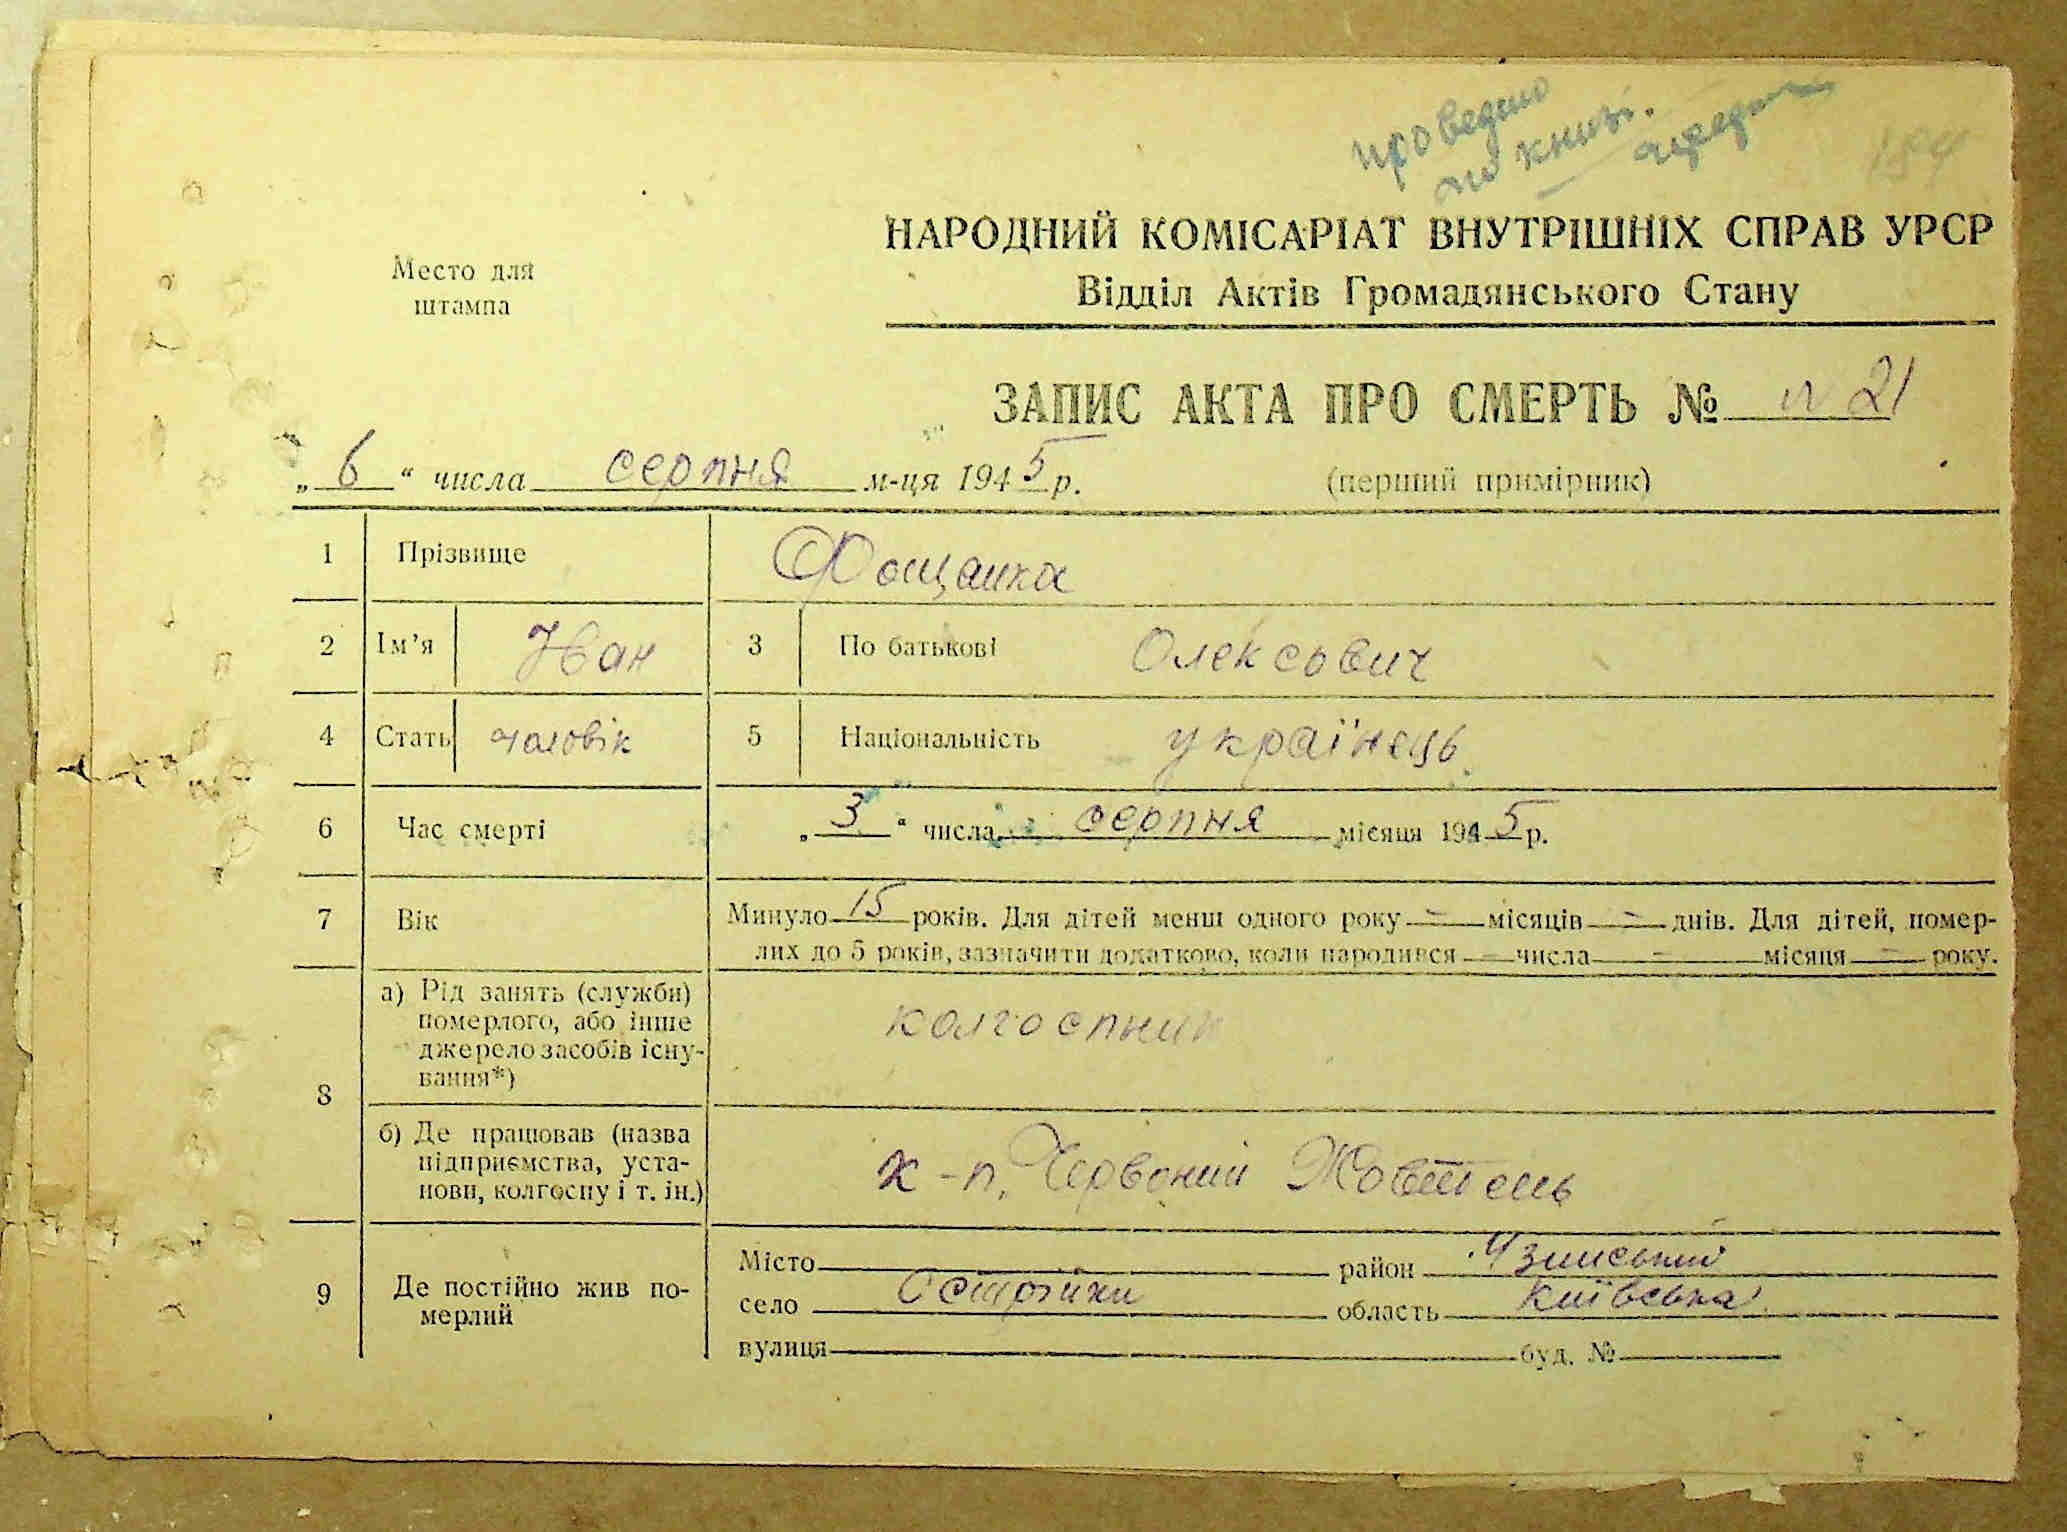 проведено
по книзі.
184
НАРОДНИЙ КОМІСАРІАТ ВНУТРІШНІХ СПРАВ УРСР
Место для
штампа
Відділ Актів Громадянського Стану
ЗАПИС АКТА ПРО СМЕРТЬ № n 21
„ 6 “ числа серпня м-ця 1945 р.
(перший примірник)
1 Прізвище Фощанка
2 Ім’я Іван 3 По батькові Олексович
4 Стать чоловік 5 Національність українець
6 Час смерті „ 3 “ числа серпня місяця 1945 р.
7 Вік Минуло 15 років. Для дітей менш одного року – місяців – днів. Для дітей, помер-
лих до 5 років, зазначити додатково, коли народився — числа – місяця – року.
8 а) Рід занять (служби)
померлого, або інше
джерело засобів існу-
вання*)
колгоспник
б) Де працював (назва
підприємства, уста-
нови, колгоспу і т. ін.)
к-п, Червоний Жовтень
9 Де постійно жив по-
мерлий
Місто район Узинський
село Острійки область Київська
вулиця буд. №